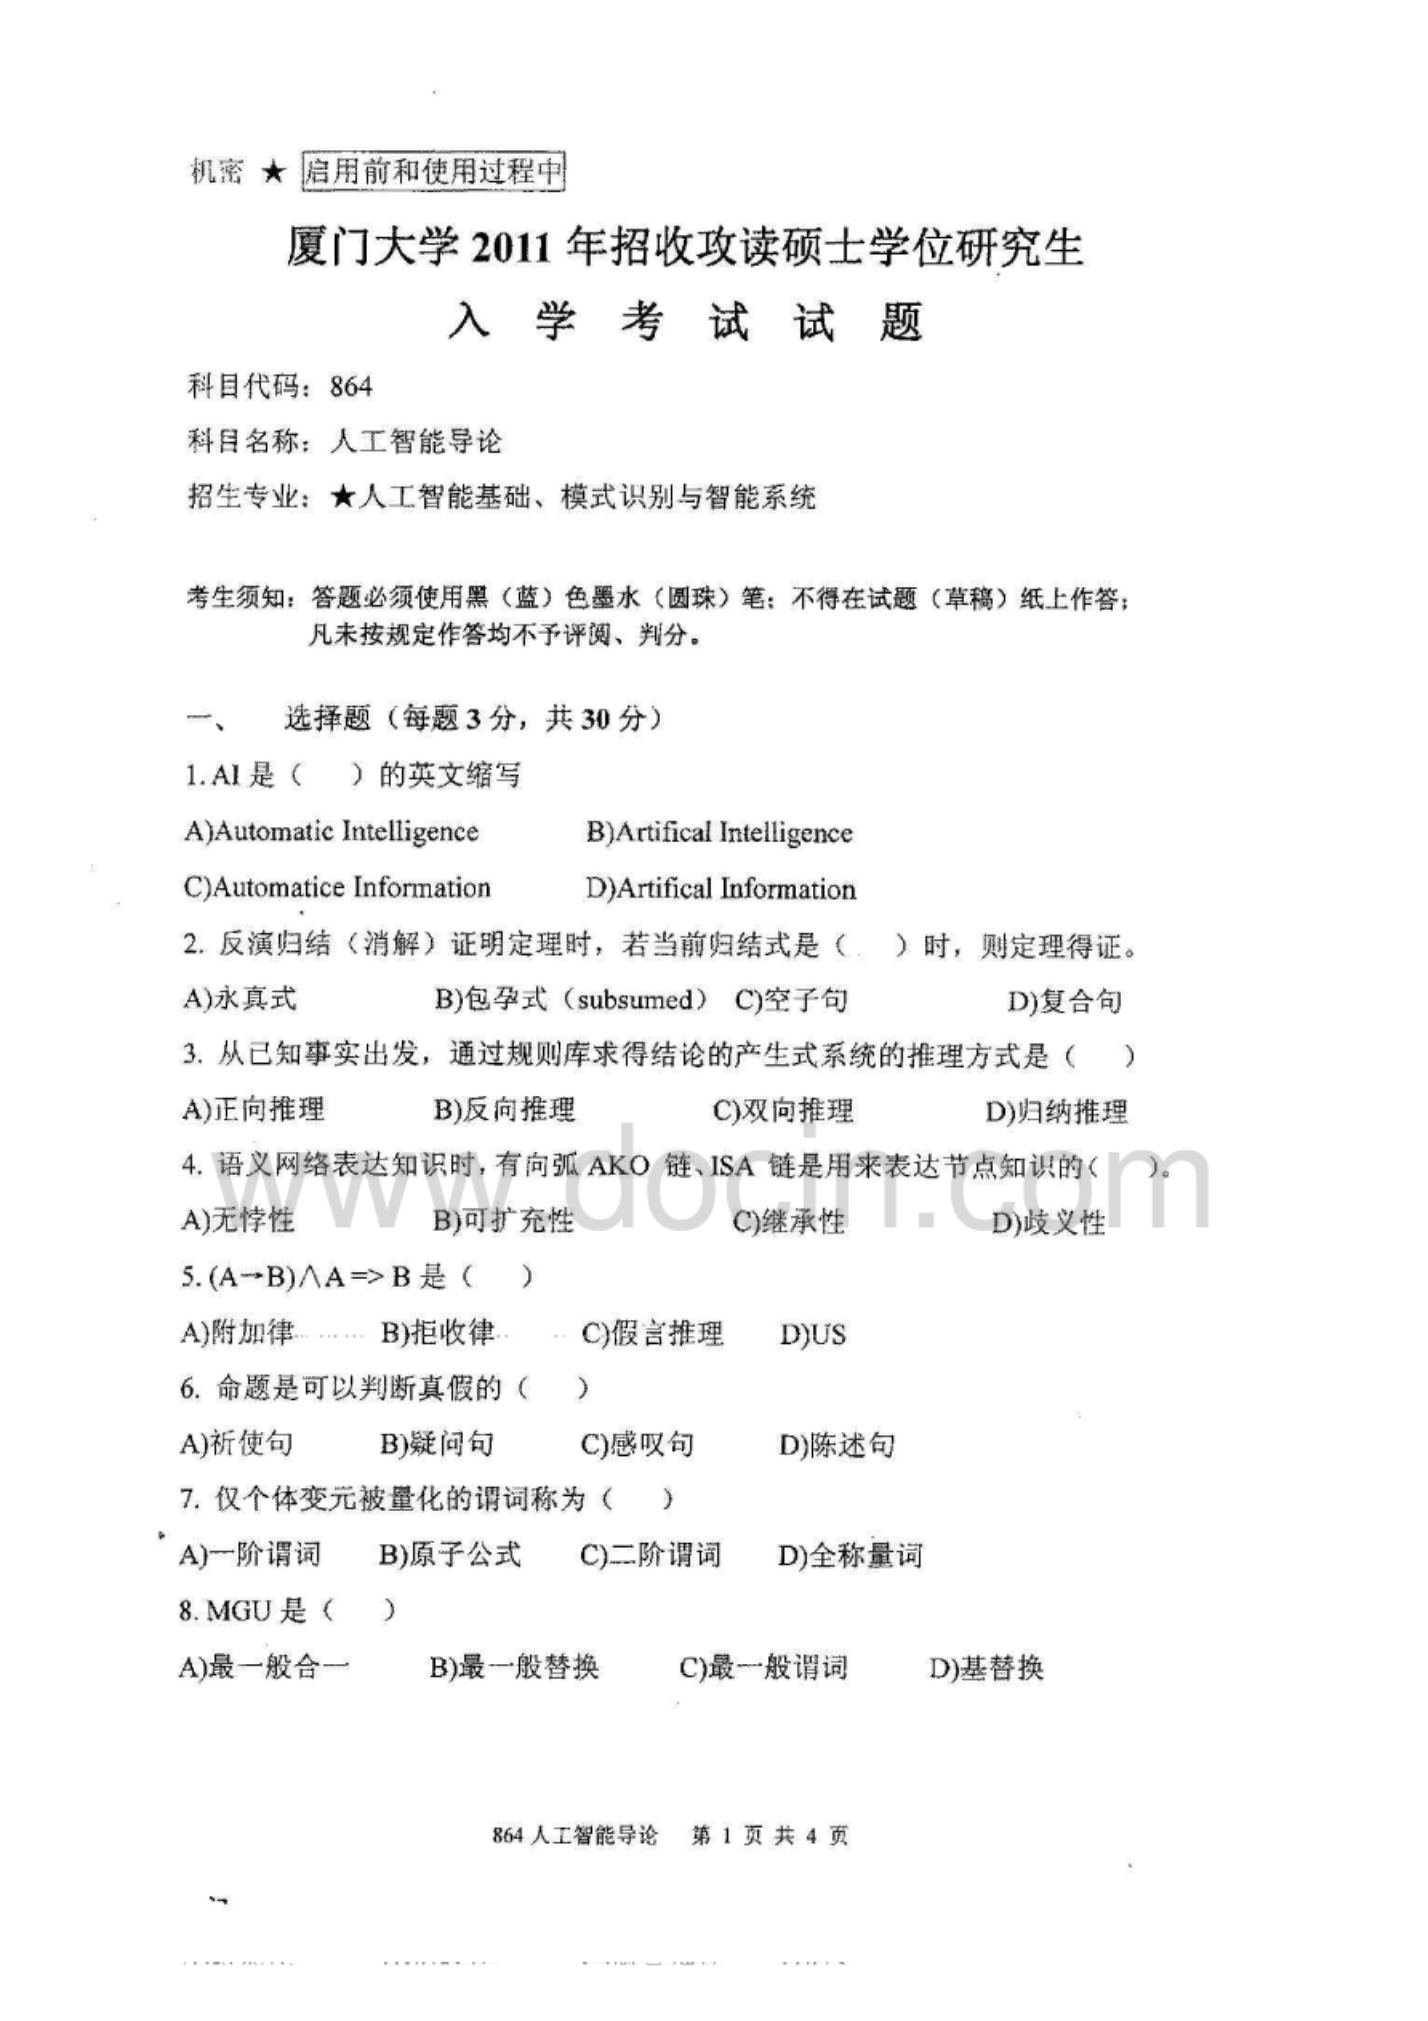 机密 ★ 启用前和使用过程中
厦门大学 2011 年招收攻读硕士学位研究生
入 学 考 试 试 题
科目代码：864
科目名称：人工智能导论
招生专业：★人工智能基础、模式识别与智能系统
考生须知：答题必须使用黑（蓝）色墨水（圆珠）笔；不得在试题（草稿）纸上作答；
凡未按规定作答均不予评阅、判分。
一、 选择题（每题 3 分，共 30 分）
1. AI 是（ ）的英文缩写
A)Automatic Intelligence B)Artifical Intelligence
C)Automatice Information D)Artifical Information
2. 反演归结（消解）证明定理时，若当前归结式是（ ）时，则定理得证。
A)永真式 B)包孕式（subsumed） C)空子句 D)复合句
3. 从已知事实出发，通过规则库求得结论的产生式系统的推理方式是（ ）
A)正向推理 B)反向推理 C)双向推理 D)归纳推理
4. 语义网络表达知识时，有向弧 AKO 链、ISA 链是用来表达节点知识的（ ）。
A)无悖性 B)可扩充性 C)继承性 D)歧义性
www.docin.com
5. (A→B)∧A => B 是（ ）
A)附加律 B)拒收律 C)假言推理 D)US
6. 命题是可以判断真假的（ ）
A)祈使句 B)疑问句 C)感叹句 D)陈述句
7. 仅个体变元被量化的谓词称为（ ）
A)一阶谓词 B)原子公式 C)二阶谓词 D)全称量词
8. MGU 是（ ）
A)最一般合一 B)最一般替换 C)最一般谓词 D)基替换
864 人工智能导论 第 1 页 共 4 页